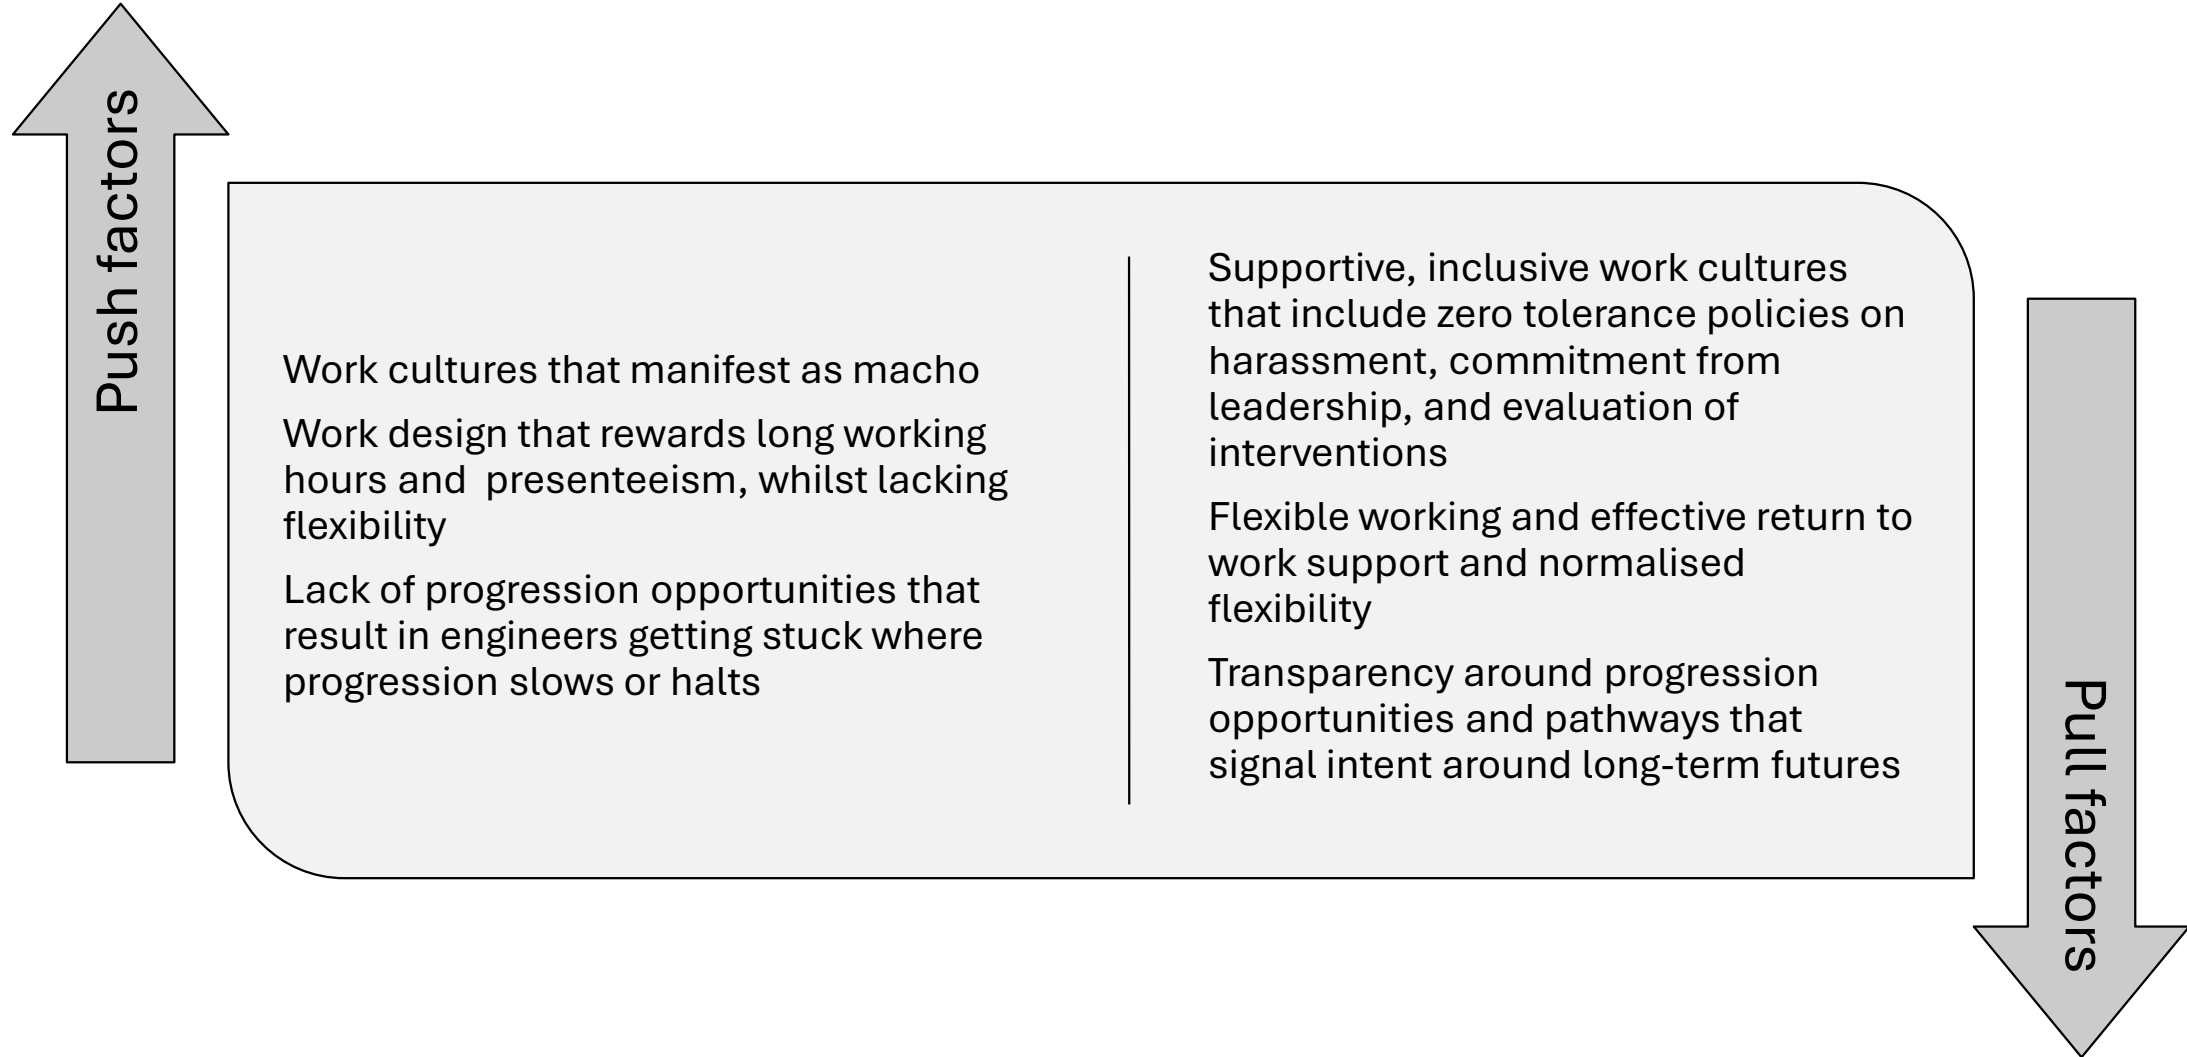 Push factors
Work cultures that manifest as macho
Work design that rewards long working
hours and  presenteeism, whilst lacking
flexibility
Lack of progression opportunities that
result in engineers getting stuck where
progression slows or halts
Supportive, inclusive work cultures
that include zero tolerance policies on
harassment, commitment from
leadership, and evaluation of
interventions
Flexible working and effective return to
work support and normalised
flexibility
Transparency around progression
opportunities and pathways that
signal intent around long-term futures
Pull factors